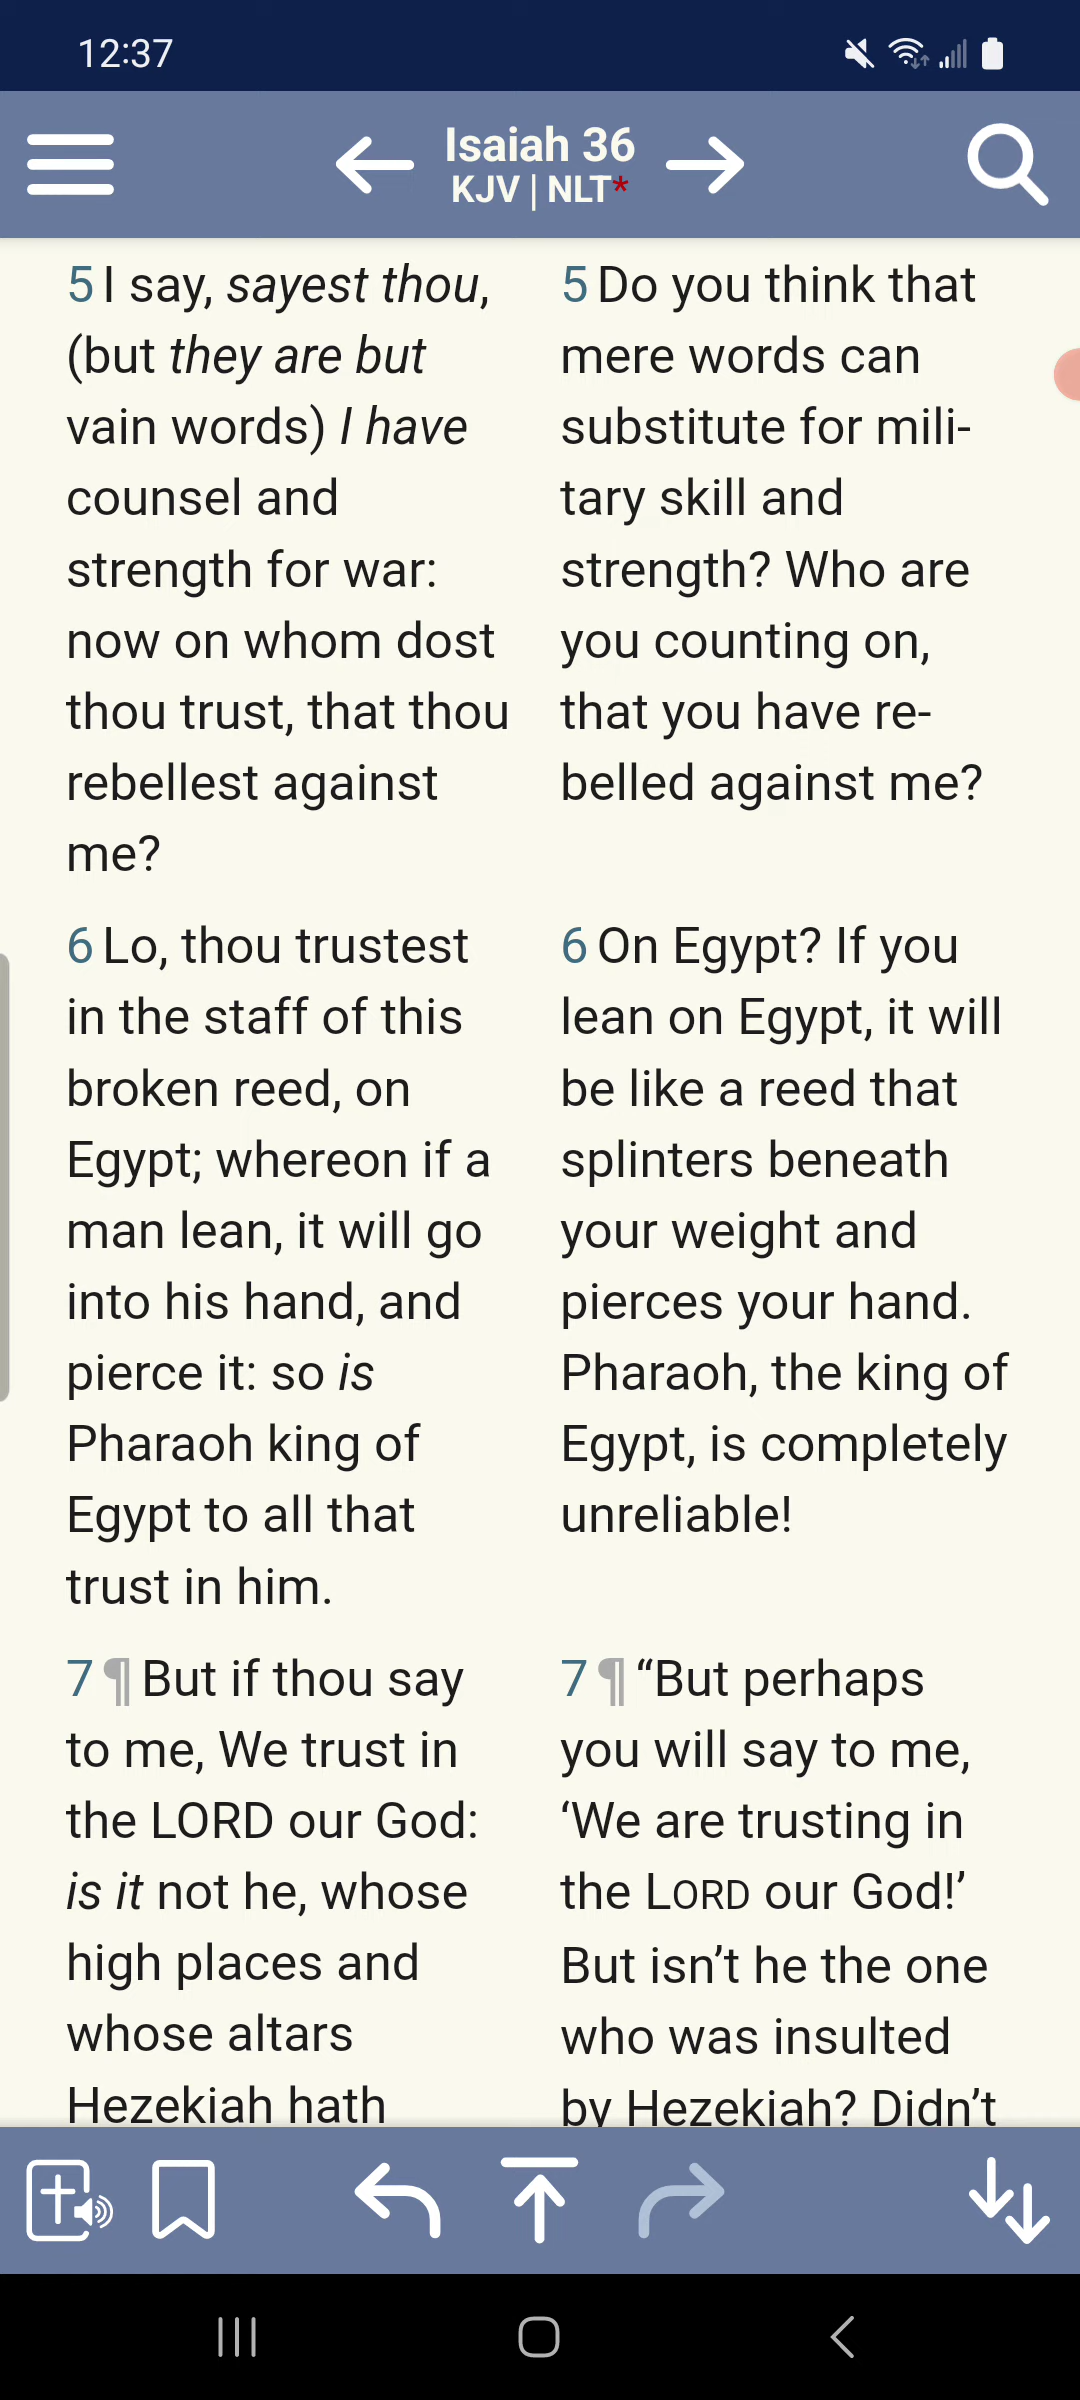 12:37
Isaiah 36
KJV | NLT*
5 I say, sayest thou,
(but they are but
vain words) I have
counsel and
strength for war:
now on whom dost
thou trust, that thou
rebellest against
me?
6 Lo, thou trustest
in the staff of this
broken reed, on
Egypt; whereon if a
man lean, it will go
into his hand, and
pierce it: so is
Pharaoh king of
Egypt to all that
trust in him.
7 ¶ But if thou say
to me, We trust in
the LORD our God:
is it not he, whose
high places and
whose altars
Hezekiah hath
5 Do you think that
mere words can
substitute for mili-
tary skill and
strength? Who are
you counting on,
that you have re-
belled against me?
6 On Egypt? If you
lean on Egypt, it will
be like a reed that
splinters beneath
your weight and
pierces your hand.
Pharaoh, the king of
Egypt, is completely
unreliable!
7 ¶ “But perhaps
you will say to me,
‘We are trusting in
the LORD our God!’
But isn’t he the one
who was insulted
by Hezekiah? Didn’t